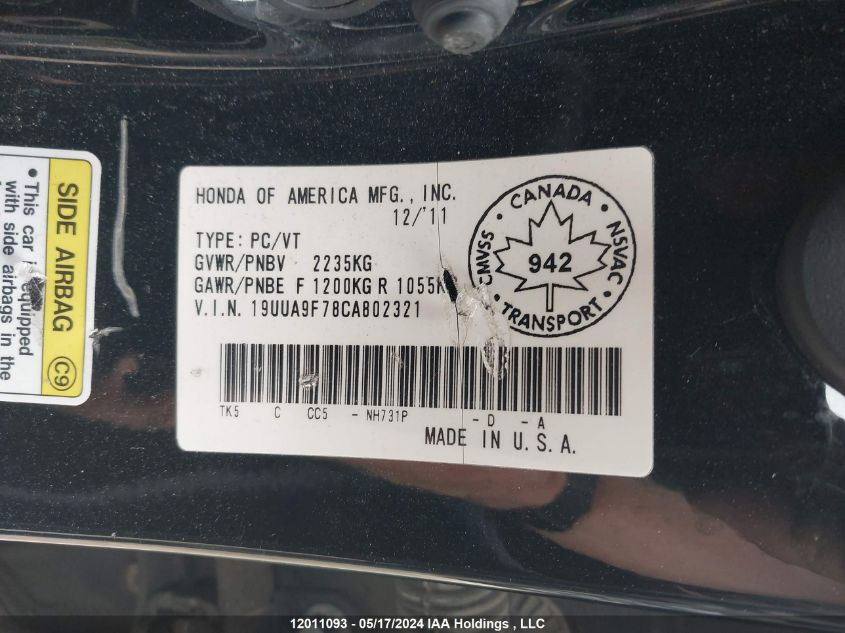 HONDA OF AMERICA MFG., INC.
12/'11
TYPE: PC/VT
GVWR/PNBV 2235KG
GAWR/PNBE F 1200KG R 1055K
V.I.N. 19UUA9F78CA802321
CANADA
CMVSS
NSVAC
942
TRANSPORT
TK5 C CC5 - NH731P - D - A
MADE IN U.S.A.
SIDE AIRBAG C9
• This car is equipped
with side airbags in the
12011093 - 05/17/2024 IAA Holdings , LLC